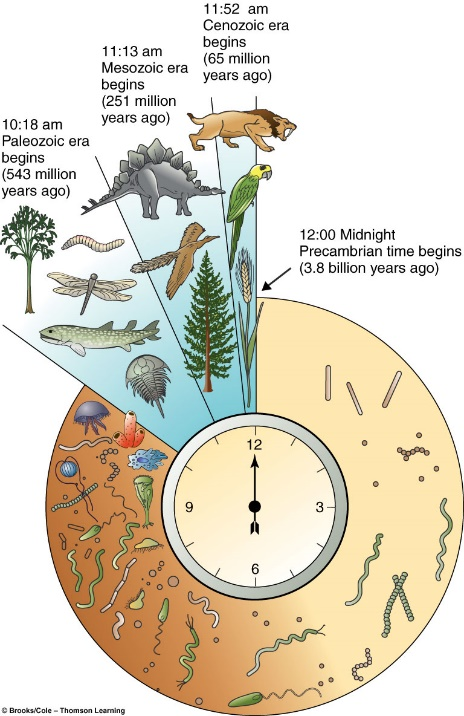 11:52 am
Cenozoic era
begins
(65 million
years ago)
11:13 am
Mesozoic era
begins
(251 million
years ago)
10:18 am
Paleozoic era
begins
(543 million
years ago)
12:00 Midnight
Precambrian time begins
(3.8 billion years ago)
12
9
3
6
© Brooks/Cole – Thomson Learning